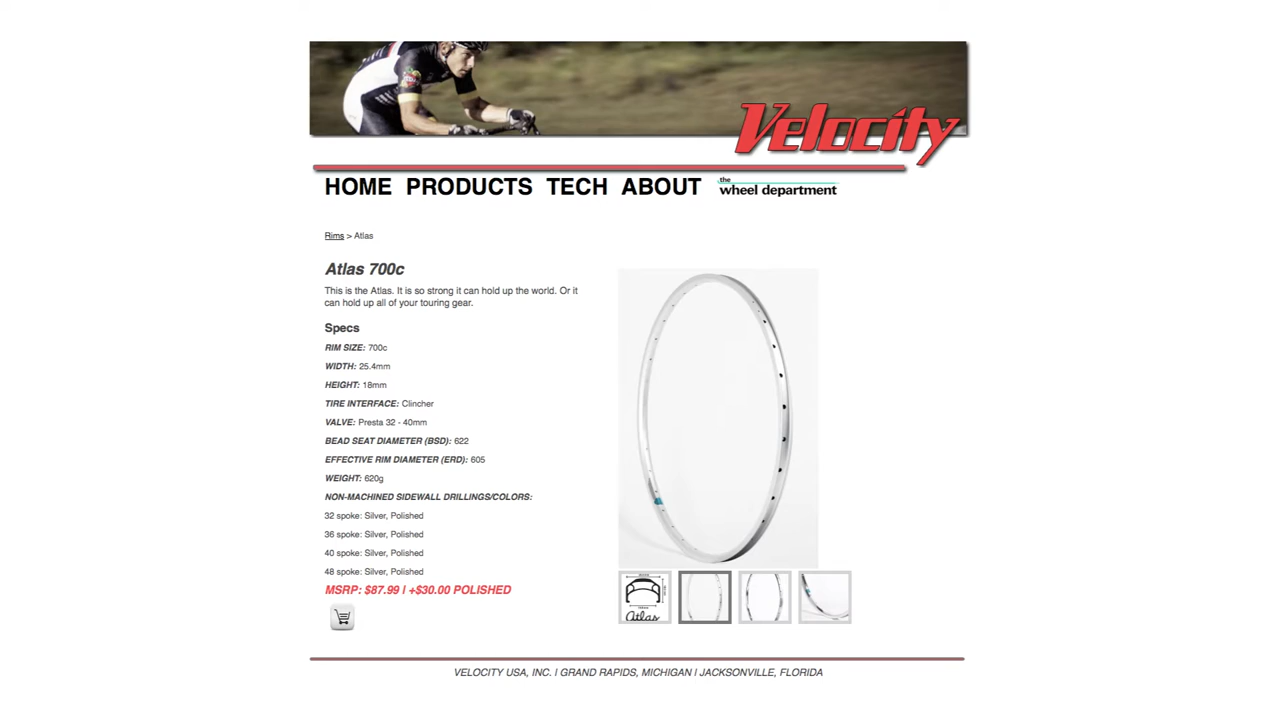 Velocity
HOME PRODUCTS TECH ABOUT the wheel department
Rims > Atlas
Atlas 700c
This is the Atlas. It is so strong it can hold up the world. Or it
can hold up all of your touring gear.
Specs
RIM SIZE: 700c
WIDTH: 25.4mm
HEIGHT: 18mm
TIRE INTERFACE: Clincher
VALVE: Presta 32 - 40mm
BEAD SEAT DIAMETER (BSD): 622
EFFECTIVE RIM DIAMETER (ERD): 605
WEIGHT: 620g
NON-MACHINED SIDEWALL DRILLINGS/COLORS:
32 spoke: Silver, Polished
36 spoke: Silver, Polished
40 spoke: Silver, Polished
48 spoke: Silver, Polished
MSRP: $87.99 | +$30.00 POLISHED
Atlas
VELOCITY USA, INC. | GRAND RAPIDS, MICHIGAN | JACKSONVILLE, FLORIDA